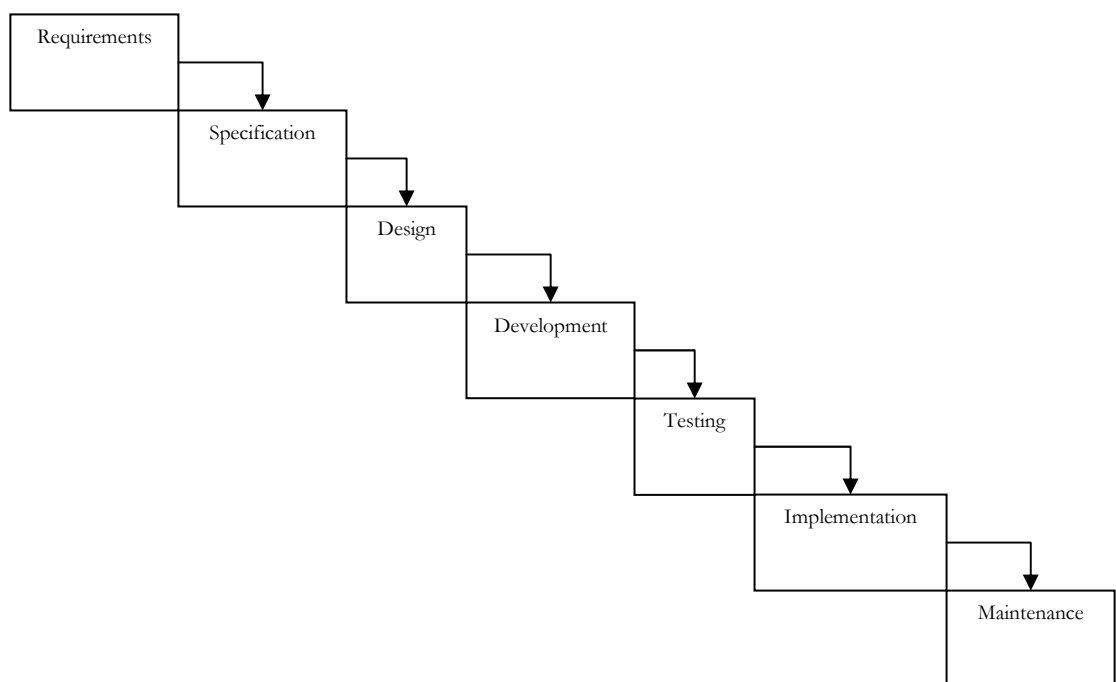 Requirements
Specification
Design
Development
Testing
Implementation
Maintenance